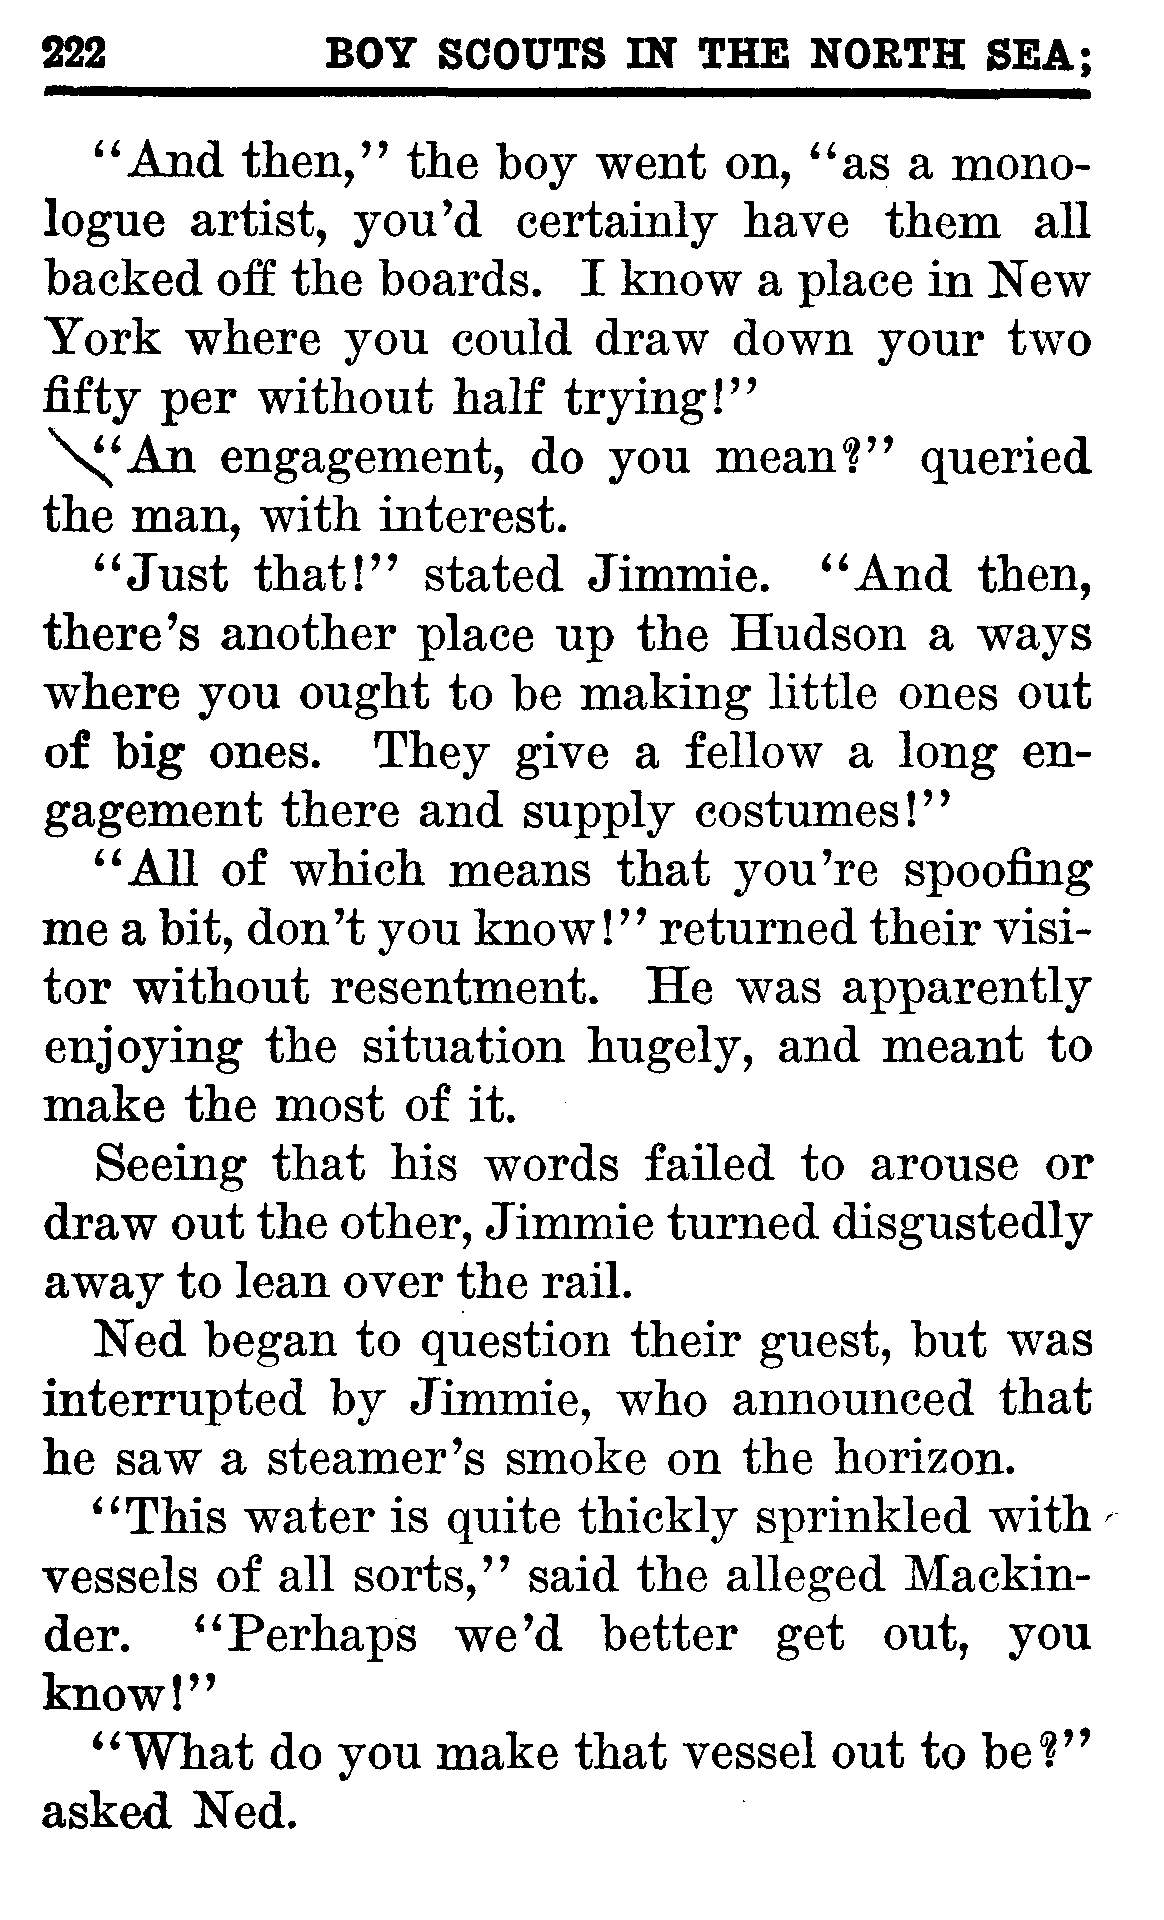 222 BOY SCOUTS IN THE NORTH SEA;
“And then,” the boy went on, “as a mono-
logue artist, you’d certainly have them all
backed off the boards. I know a place in New
York where you could draw down your two
fifty per without half trying!”
“An engagement, do you mean?” queried
the man, with interest.
“Just that!” stated Jimmie. “And then,
there’s another place up the Hudson a ways
where you ought to be making little ones out
of big ones. They give a fellow a long en-
gagement there and supply costumes!”
“All of which means that you’re spoofing
me a bit, don’t you know!” returned their visi-
tor without resentment. He was apparently
enjoying the situation hugely, and meant to
make the most of it.
Seeing that his words failed to arouse or
draw out the other, Jimmie turned disgustedly
away to lean over the rail.
Ned began to question their guest, but was
interrupted by Jimmie, who announced that
he saw a steamer’s smoke on the horizon.
“This water is quite thickly sprinkled with
vessels of all sorts,” said the alleged Mackin-
der. “Perhaps we’d better get out, you
know!”
“What do you make that vessel out to be?”
asked Ned.